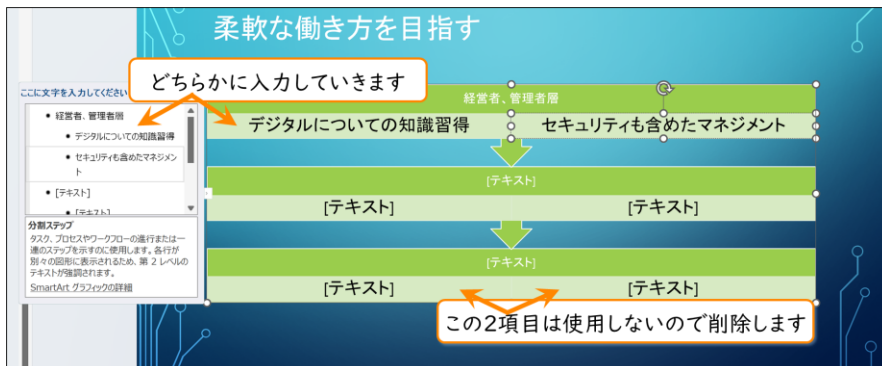 柔軟な働き方を目指す
どちらかに入力していきます
ここに文字を入力してください
• 経営者、管理者層
• デジタルについての知識習得
• セキュリティも含めたマネジメン
ト
• [テキスト]
• [テキスト]
分割ステップ
タスク、プロセスやワークフローの進行または一
連のステップを示すのに使用します。各行が
別々の図形に表示されるため、第 2 レベルの
テキストが強調されます。
SmartArt グラフィックの詳細
経営者、管理者層
デジタルについての知識習得 セキュリティも含めたマネジメント
[テキスト]
[テキスト] [テキスト]
[テキスト]
[テキスト] [テキスト]
この2項目は使用しないので削除します